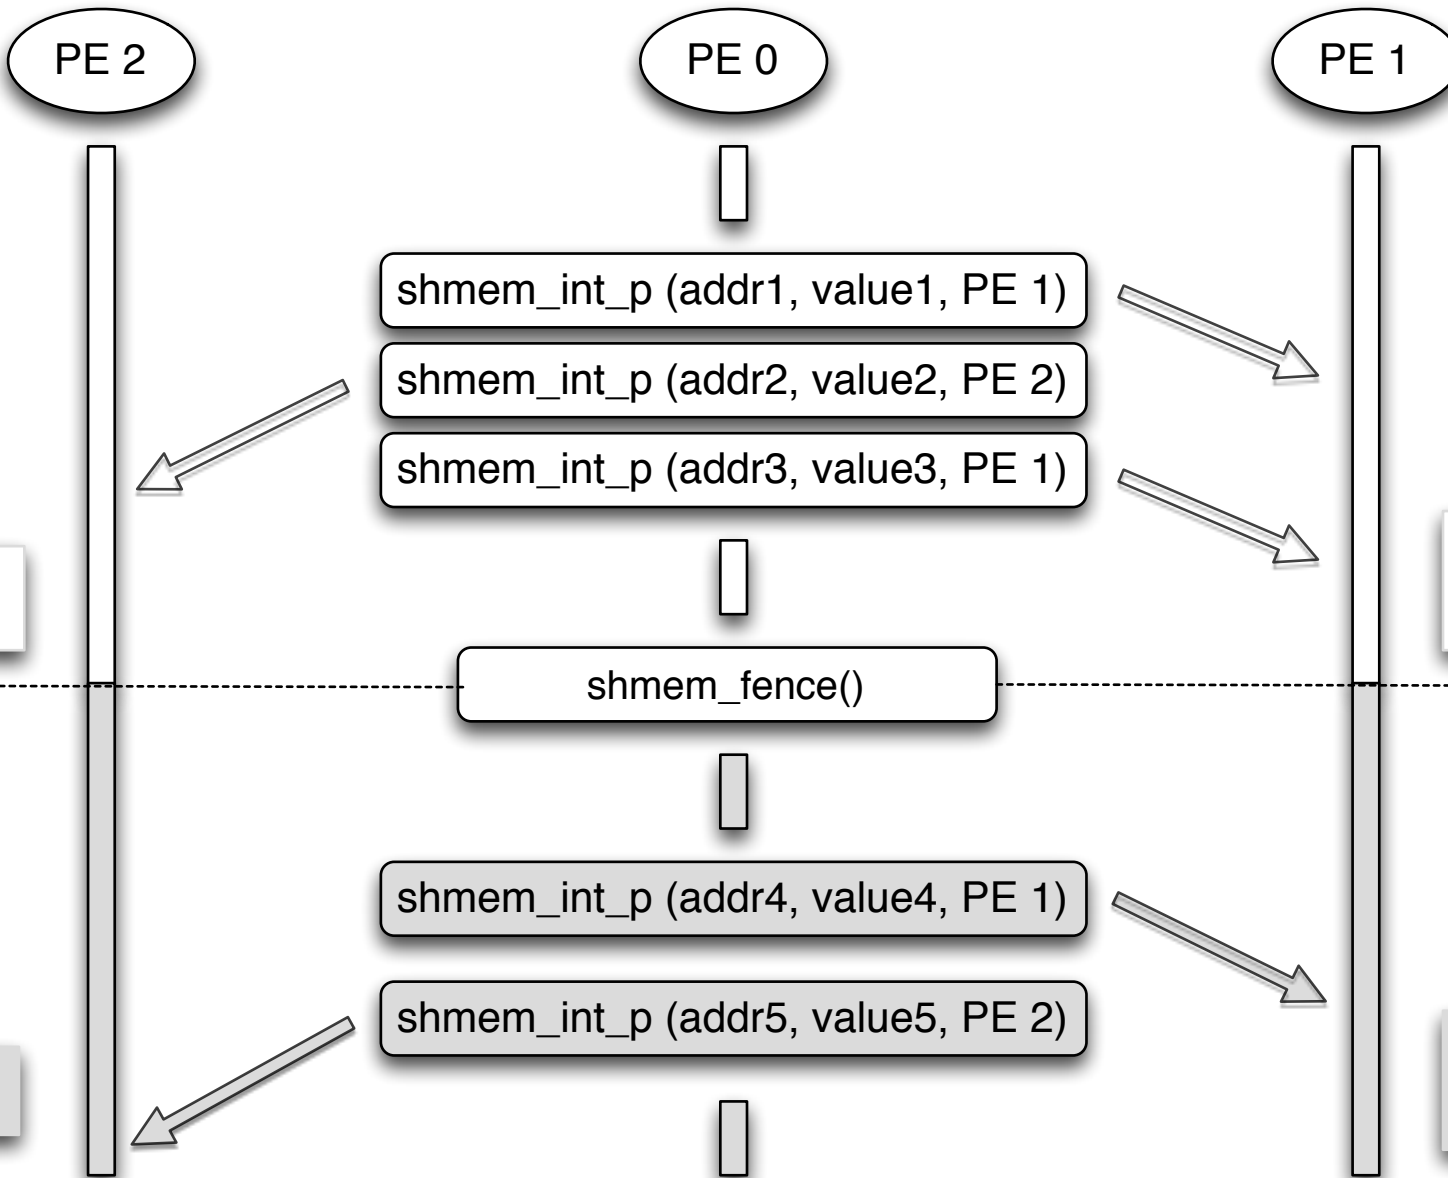 PE 2
PE 0
PE 1
shmem_int_p (addr1, value1, PE 1)
shmem_int_p (addr2, value2, PE 2)
shmem_int_p (addr3, value3, PE 1)
shmem_fence()
shmem_int_p (addr4, value4, PE 1)
shmem_int_p (addr5, value5, PE 2)